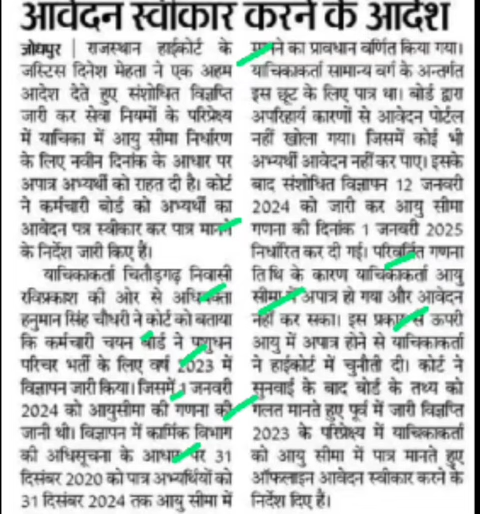 आवेदन स्वीकार करने के आदेश
जोधपुर | राजस्थान हाईकोर्ट के
जस्टिस दिनेश मेहता ने एक अहम
आदेश देते हुए संशोधित विज्ञप्ति
जारी कर सेवा नियमों के परिप्रेक्ष्य
में याचिका में आयु सीमा निर्धारण
के लिए नवीन दिनांक के आधार पर
अपात्र अभ्यर्थी को राहत दी है। कोर्ट
ने कर्मचारी बोर्ड को अभ्यर्थी का
आवेदन पत्र स्वीकार कर पात्र मानने
के निर्देश जारी किए है।
याचिकाकर्ता चितौड़गढ़ निवासी
रविप्रकाश की ओर से अधिवक्ता
हनुमान सिंह चौधरी ने कोर्ट को बताया
कि कर्मचारी चयन बोर्ड ने पशुधन
परिचर भर्ती के लिए वर्ष 2023 में
विज्ञापन जारी किया। जिसमें 1 जनवरी
2024 को आयुसीमा की गणना की
जानी थी। विज्ञापन में कार्मिक विभाग
की अधिसूचना के आधार पर 31
दिसंबर 2020 को पात्र अभ्यर्थियों को
31 दिसंबर 2024 तक आयु सीमा में
मानने का प्रावधान वर्णित किया गया।
याचिकाकर्ता सामान्य वर्ग के अन्तर्गत
इस छूट के लिए पात्र था। बोर्ड द्वारा
अपरिहार्य कारणों से आवेदन पोर्टल
नहीं खोला गया। जिसमें कोई भी
अभ्यर्थी आवेदन नहीं कर पाए। इसके
बाद संशोधित विज्ञापन 12 जनवरी
2024 को जारी कर आयु सीमा
गणना की दिनांक 1 जनवरी 2025
निर्धारित कर दी गई। परिवर्तित गणना
तिथि के कारण याचिकाकर्ता आयु
सीमा में अपात्र हो गया और आवेदन
नहीं कर सका। इस प्रकार से ऊपरी
आयु में अपात्र होने से याचिकाकर्ता
ने हाईकोर्ट में चुनौती दी। कोर्ट ने
सुनवाई के बाद बोर्ड के तथ्य को
गलत मानते हुए पूर्व में जारी विज्ञप्ति
2023 के परिप्रेक्ष्य में याचिकाकर्ता
को आयु सीमा में पात्र मानते हुए
ऑफलाइन आवेदन स्वीकार करने के
निर्देश दिए है।